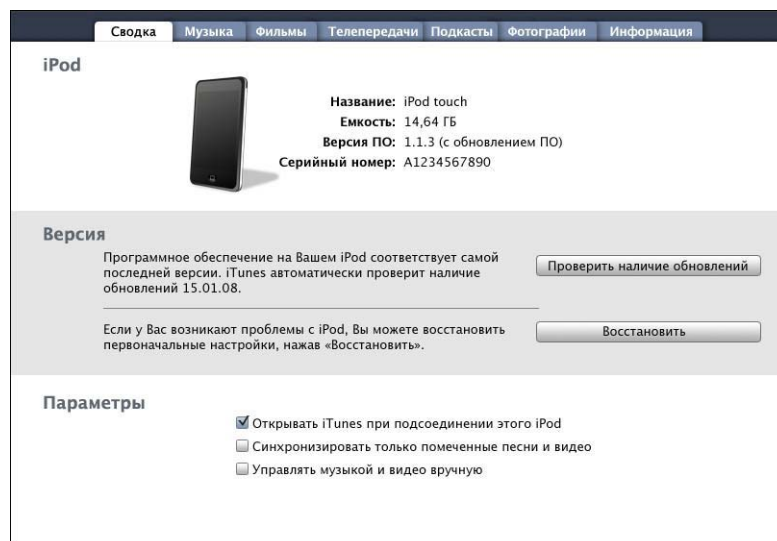 Сводка Музыка Фильмы Телепередачи Подкасты Фотографии Информация
iPod
Название: iPod touch
Емкость: 14,64 ГБ
Версия ПО: 1.1.3 (с обновлением ПО)
Серийный номер: A1234567890
Версия
Программное обеспечение на Вашем iPod соответствует самой
последней версии. iTunes автоматически проверит наличие
обновлений 15.01.08.
Проверить наличие обновлений
Если у Вас возникают проблемы с iPod, Вы можете восстановить
первоначальные настройки, нажав «Восстановить».
Восстановить
Параметры
Открывать iTunes при подсоединении этого iPod
Синхронизировать только помеченные песни и видео
Управлять музыкой и видео вручную